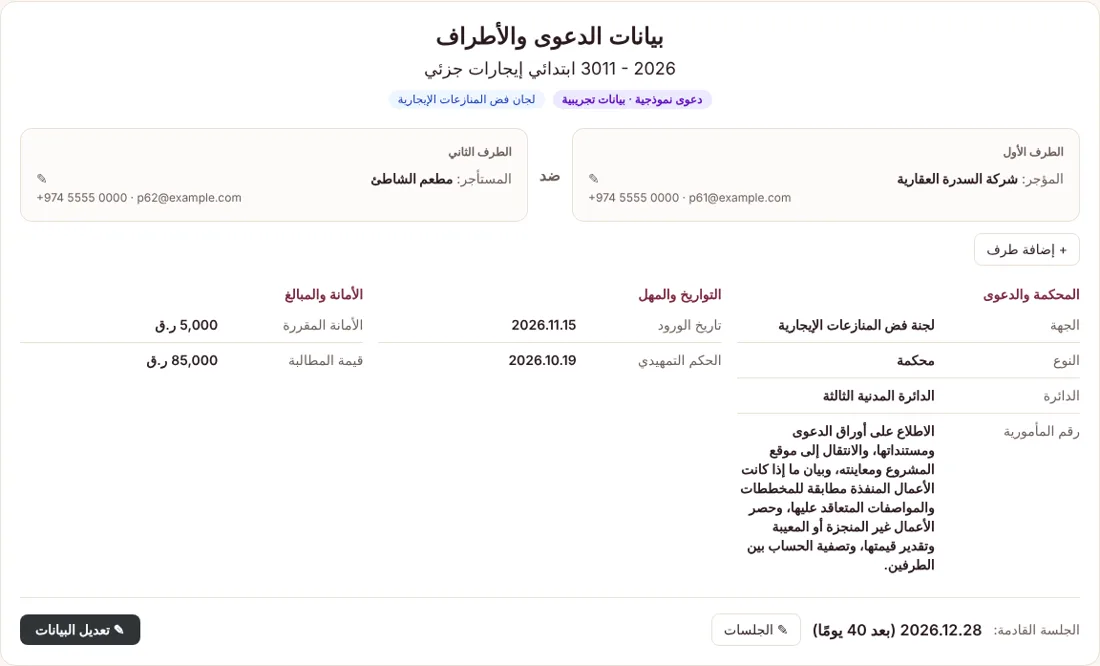 بيانات الدعوى والأطراف
2026 - 3011 ابتدائي إيجارات جزئي
دعوى نموذجية · بيانات تجريبية
لجان فض المنازعات الإيجارية
الطرف الأول
المؤجر: شركة السدرة العقارية ✎
+974 5555 0000 · p61@example.com
ضد
الطرف الثاني
المستأجر: مطعم الشاطئ ✎
+974 5555 0000 · p62@example.com
+ إضافة طرف
المحكمة والدعوى
الجهة لجنة فض المنازعات الإيجارية
النوع محكمة
الدائرة الدائرة المدنية الثالثة
رقم المأمورية الاطلاع على أوراق الدعوى
ومستنداتها، والانتقال إلى موقع
المشروع ومعاينته، وبيان ما إذا كانت
الأعمال المنفذة مطابقة للمخططات
والمواصفات المتعاقد عليها، وحصر
الأعمال غير المنجزة أو المعيبة
وتقدير قيمتها، وتصفية الحساب بين
الطرفين.
التواريخ والمهل
تاريخ الورود 2026.11.15
الحكم التمهيدي 2026.10.19
الأمانة والمبالغ
الأمانة المقررة 5,000 ر.ق
قيمة المطالبة 85,000 ر.ق
الجلسة القادمة: 2026.12.28 (بعد 40 يومًا)
✎ الجلسات
✎ تعديل البيانات